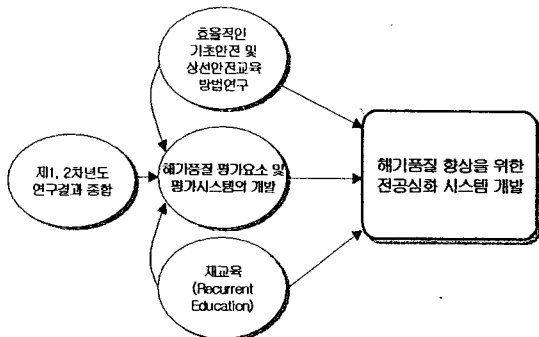 효율적인
기초안전 및
상선안전교육
방법연구
제1, 2차년도
연구결과 종합
해기품질 평가요소 및
평가시스템의 개발
해기품질 향상을 위한
전공심화 시스템 개발
재교육
(Recurrent
Education)